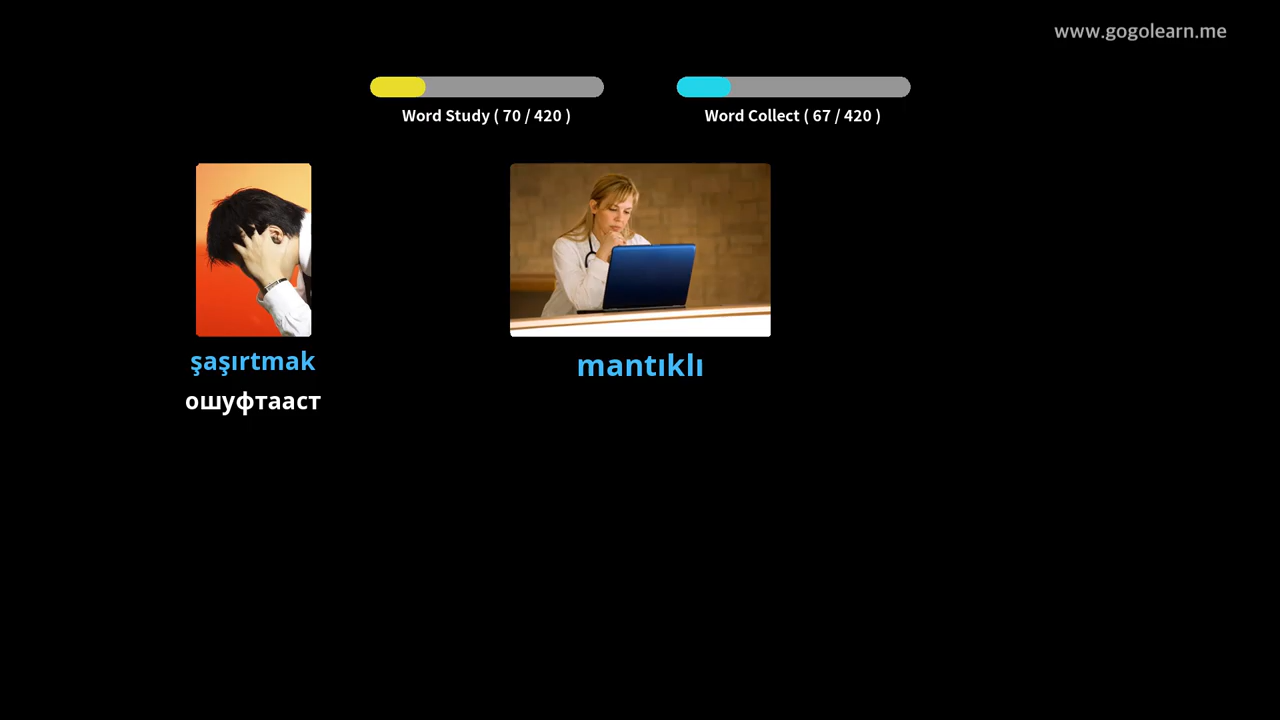 www.gogolearn.me
Word Study ( 70 / 420 )
Word Collect ( 67 / 420 )
şaşırtmak
ошуфтааст
mantıklı